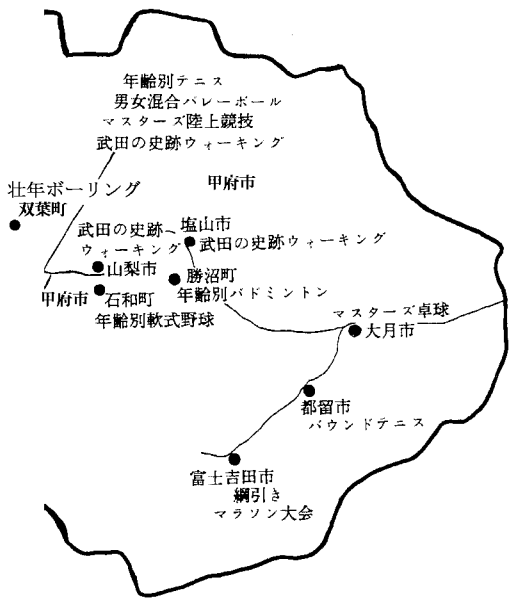 年齢別テニス
男女混合バレーボール
マスターズ陸上競技
武田の史跡ウォーキング
甲府市
壮年ボーリング
双葉町
武田の史跡
ウォーキング
塩山市
武田の史跡ウォーキング
山梨市
勝沼町
年齢別バドミントン
甲府市
石和町
年齢別軟式野球
マスターズ卓球
大月市
都留市
バウンドテニス
富士吉田市
綱引き
マラソン大会